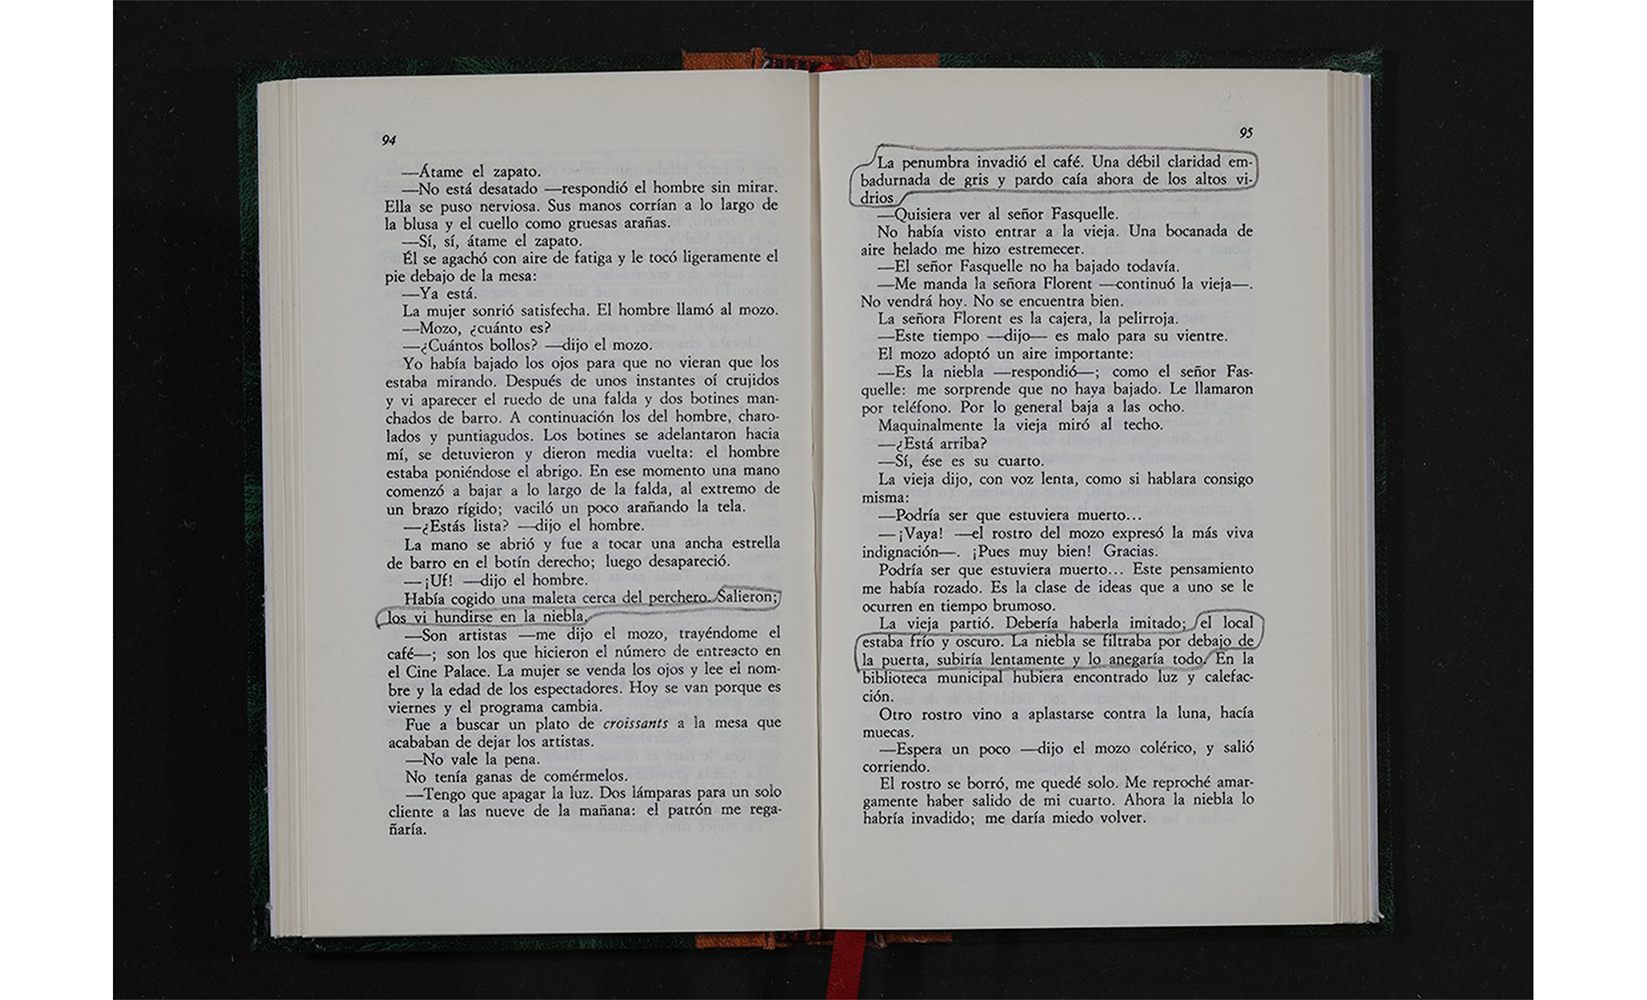 94
—Átame el zapato.
—No está desatado —respondió el hombre sin mirar.
Ella se puso nerviosa. Sus manos corrían a lo largo de
la blusa y el cuello como gruesas arañas.
—Sí, sí, átame el zapato.
Él se agachó con aire de fatiga y le tocó ligeramente el
pie debajo de la mesa:
—Ya está.
La mujer sonrió satisfecha. El hombre llamó al mozo.
—Mozo, ¿cuánto es?
—¿Cuántos bollos? —dijo el mozo.
Yo había bajado los ojos para que no vieran que los
estaba mirando. Después de unos instantes oí crujidos
y vi aparecer el ruedo de una falda y dos botines man-
chados de barro. A continuación los del hombre, charo-
lados y puntiagudos. Los botines se adelantaron hacia
mí, se detuvieron y dieron media vuelta: el hombre
estaba poniéndose el abrigo. En ese momento una mano
comenzó a bajar a lo largo de la falda, al extremo de
un brazo rígido; vaciló un poco arañando la tela.
—¿Estás lista? —dijo el hombre.
La mano se abrió y fue a tocar una ancha estrella
de barro en el botín derecho; luego desapareció.
—¡Uf! —dijo el hombre.
Había cogido una maleta cerca del perchero. Salieron;
los vi hundirse en la niebla.
—Son artistas —me dijo el mozo, trayéndome el
café—; son los que hicieron el número de entreacto en
el Cine Palace. La mujer se venda los ojos y lee el nom-
bre y la edad de los espectadores. Hoy se van porque es
viernes y el programa cambia.
Fue a buscar un plato de croissants a la mesa que
acababan de dejar los artistas.
—No vale la pena.
No tenía ganas de comérmelos.
—Tengo que apagar la luz. Dos lámparas para un solo
cliente a las nueve de la mañana: el patrón me rega-
ñaría.
95
La penumbra invadió el café. Una débil claridad em-
badurnada de gris y pardo caía ahora de los altos vi-
drios.
—Quisiera ver al señor Fasquelle.
No había visto entrar a la vieja. Una bocanada de
aire helado me hizo estremecer.
—El señor Fasquelle no ha bajado todavía.
—Me manda la señora Florent —continuó la vieja—.
No vendrá hoy. No se encuentra bien.
La señora Florent es la cajera, la pelirroja.
—Este tiempo —dijo— es malo para su vientre.
El mozo adoptó un aire importante:
—Es la niebla —respondió—; como el señor Fas-
quelle: me sorprende que no haya bajado. Le llamaron
por teléfono. Por lo general baja a las ocho.
Maquinalmente la vieja miró al techo.
—¿Está arriba?
—Sí, ése es su cuarto.
La vieja dijo, con voz lenta, como si hablara consigo
misma:
—Podría ser que estuviera muerto...
—¡Vaya! —el rostro del mozo expresó la más viva
indignación—. ¡Pues muy bien! Gracias.
Podría ser que estuviera muerto... Este pensamiento
me había rozado. Es la clase de ideas que a uno se le
ocurren en tiempo brumoso.
La vieja partió. Debería haberla imitado; el local
estaba frío y oscuro. La niebla se filtraba por debajo de
la puerta, subiría lentamente y lo anegaría todo. En la
biblioteca municipal hubiera encontrado luz y calefac-
ción.
Otro rostro vino a aplastarse contra la luna, hacía
muecas.
—Espera un poco —dijo el mozo colérico, y salió
corriendo.
El rostro se borró, me quedé solo. Me reproché amar-
gamente haber salido de mi cuarto. Ahora la niebla lo
habría invadido; me daría miedo volver.